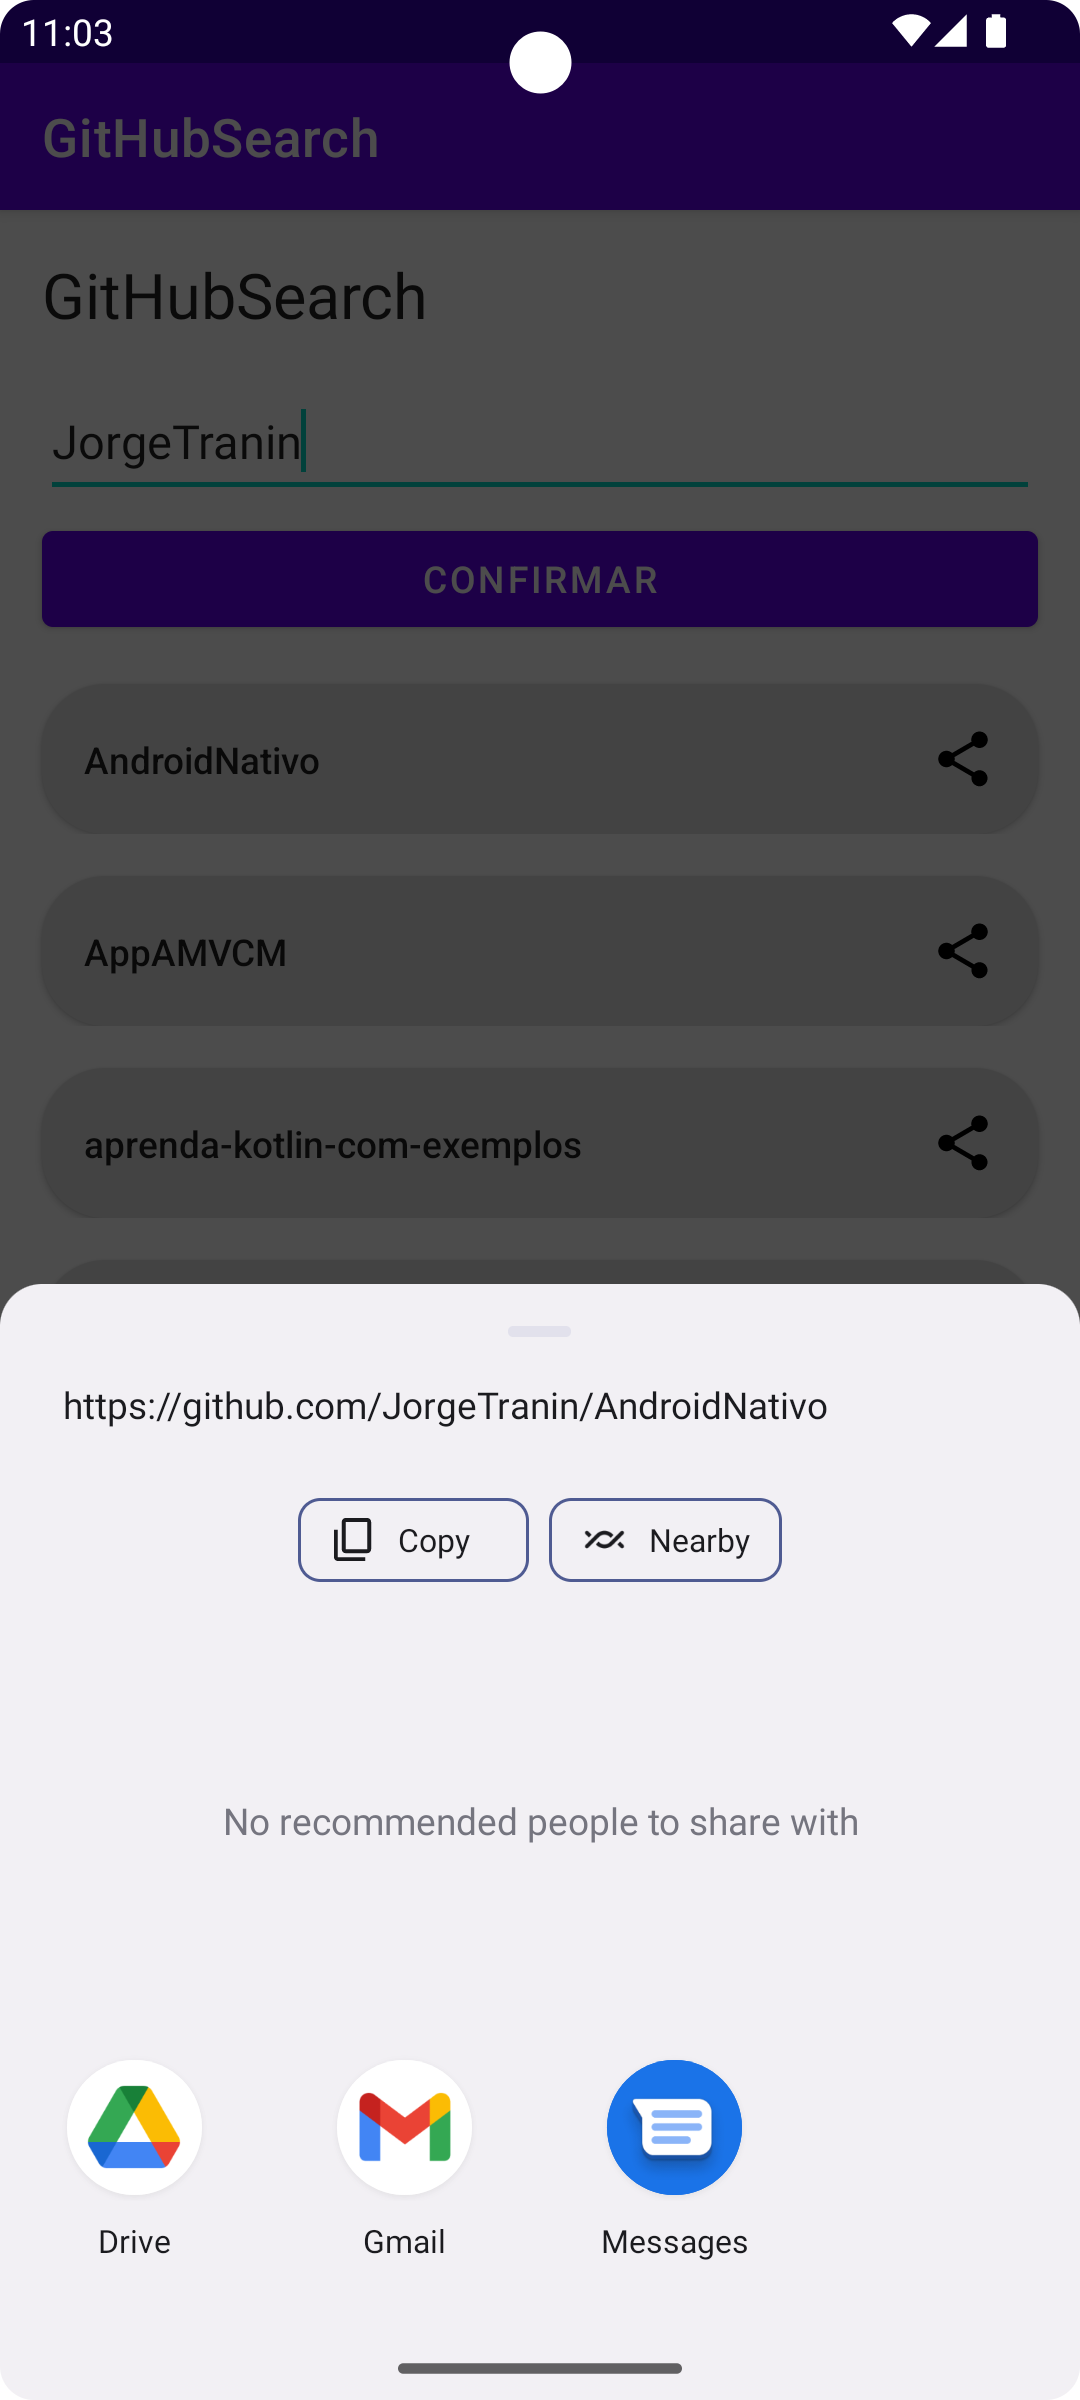 11:03
GitHubSearch
GitHubSearch
JorgeTranin
CONFIRMAR
AndroidNativo
AppAMVCM
aprenda-kotlin-com-exemplos
https://github.com/JorgeTranin/AndroidNativo
Copy
Nearby
No recommended people to share with
Drive
Gmail
Messages